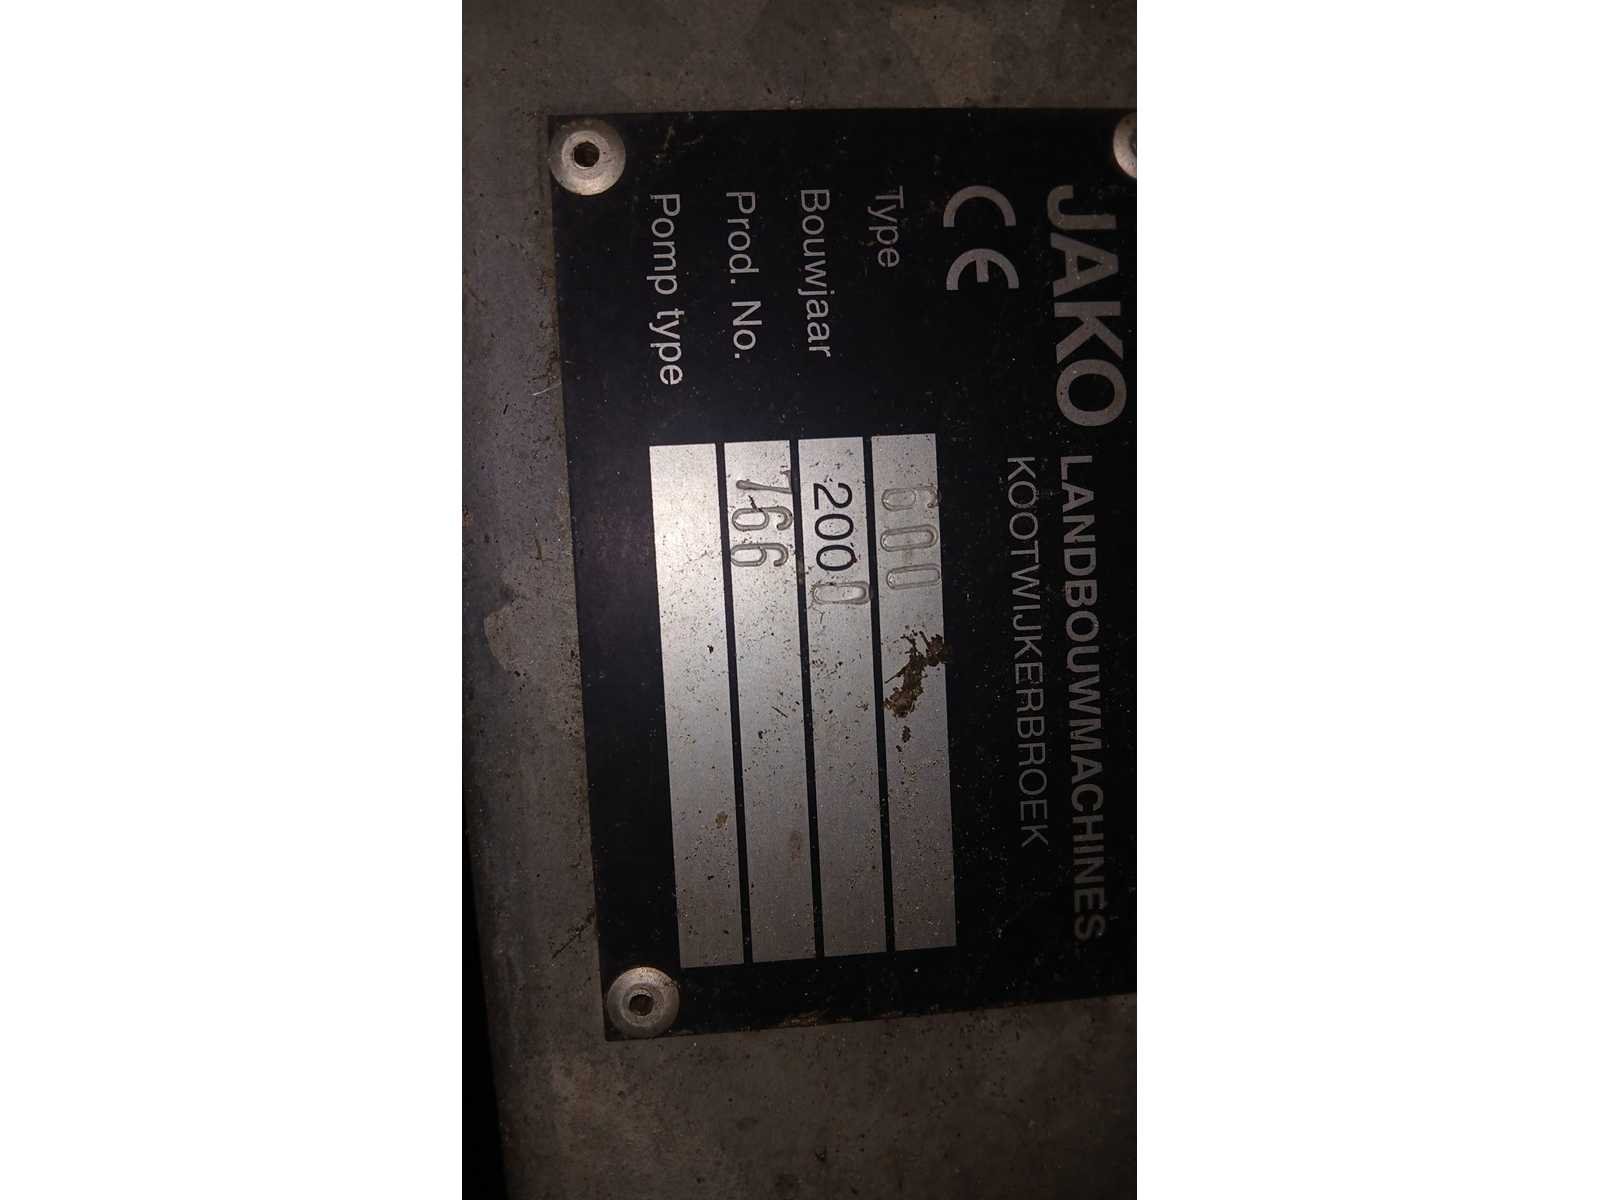 JAKO LANDBOUWMACHINES
KOOTWIJKERBROEK
CE
Type 600
Bouwjaar 2000
Prod. No. 766
Pomp type